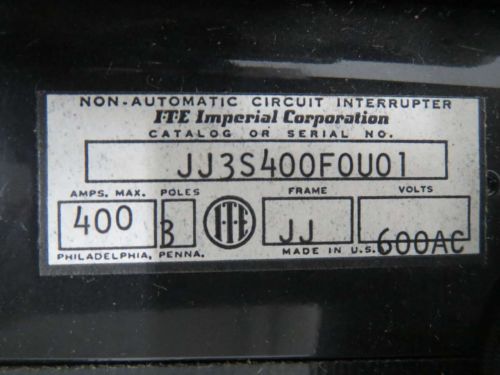 NON-AUTOMATIC CIRCUIT INTERRUPTER
I-T-E Imperial Corporation
CATALOG OR SERIAL NO.
JJ3S400F0U01
AMPS. MAX. POLES FRAME VOLTS
400 3 I-T-E JJ 600AC
PHILADELPHIA, PENNA. MADE IN U.S.